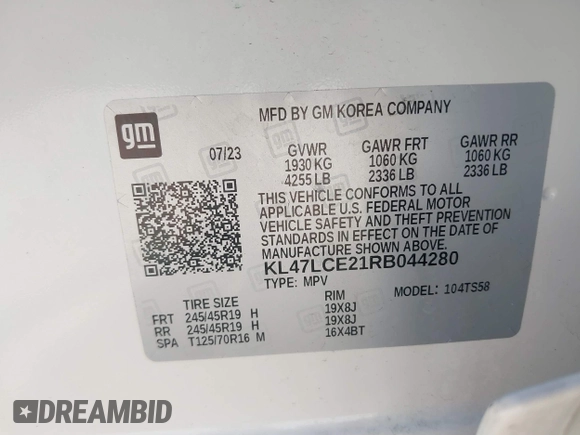 MFD BY GM KOREA COMPANY
gm
07/23
GVWR GAWR FRT GAWR RR
1930 KG 1060 KG 1060 KG
4255 LB 2336 LB 2336 LB
THIS VEHICLE CONFORMS TO ALL
APPLICABLE U.S. FEDERAL MOTOR
VEHICLE SAFETY AND THEFT PREVENTION
STANDARDS IN EFFECT ON THE DATE OF
MANUFACTURE SHOWN ABOVE.
KL47LCE21RB044280
TYPE: MPV MODEL: 104TS58
TIRE SIZE RIM
FRT 245/45R19 H 19X8J
RR 245/45R19 H 19X8J
SPA T125/70R16 M 16X4BT
DREAMBID